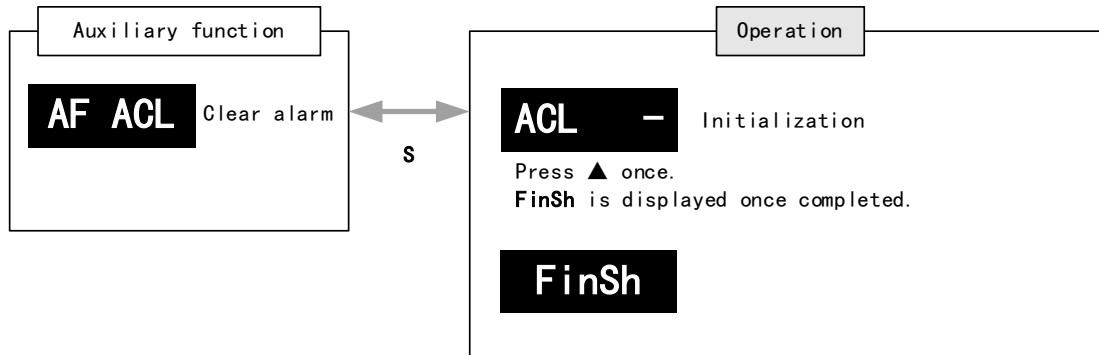 Auxiliary function
AF ACL Clear alarm
S
Operation
ACL - Initialization
Press ▲ once.
FinSh is displayed once completed.
FinSh